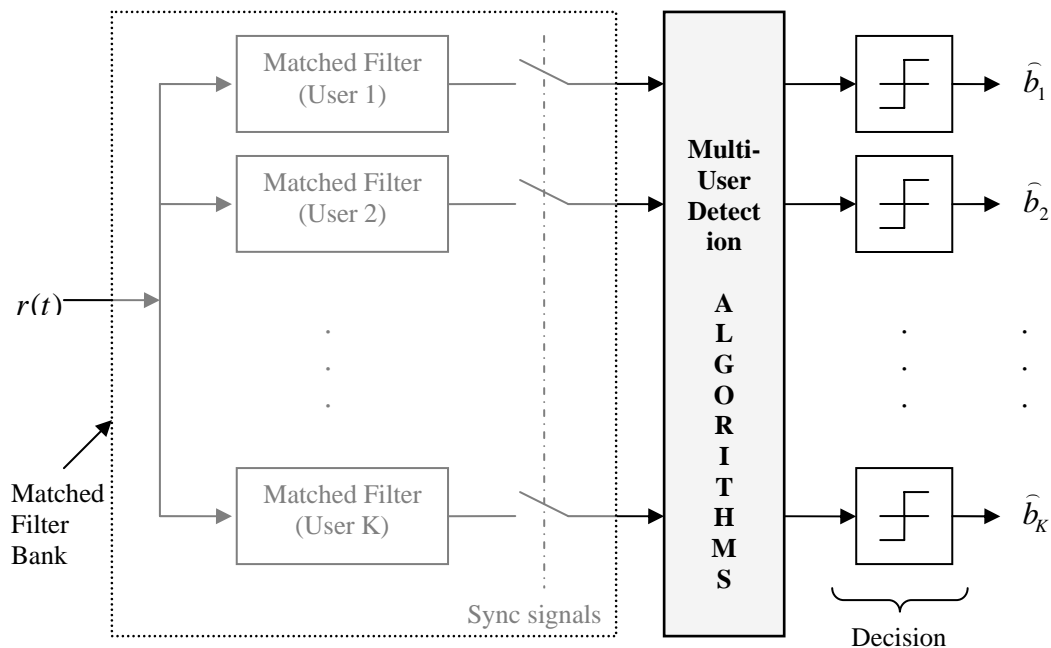 Matched Filter
(User 1)
b̂1
Matched Filter
(User 2)
b̂2
Multi-
User
Detect
ion
A
L
G
O
R
I
T
H
M
S
r(t)
.
.
.
.
.
.
.
.
.
Matched Filter
(User K)
b̂K
Matched
Filter
Bank
Sync signals
Decision